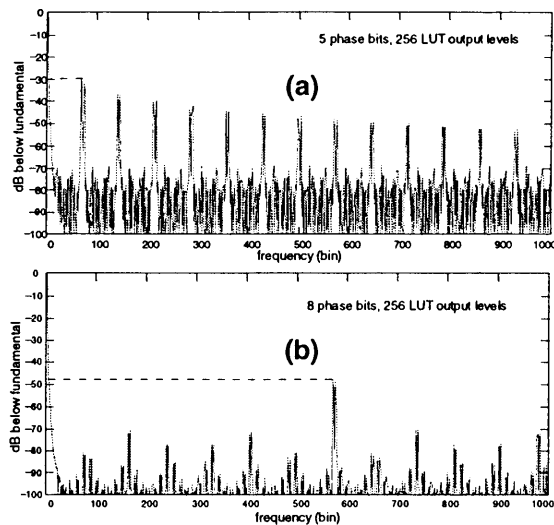 0
5 phase bits, 256 LUT output levels
-10
-20
(a)
-30
-40
-50
-60
-70
-80
-90
-100
dB below fundamental
0 100 200 300 400 500 600 700 800 900 1000
frequency (bin)
0
8 phase bits, 256 LUT output levels
-10
-20
(b)
-30
-40
-50
-60
-70
-80
-90
-100
dB below fundamental
0 100 200 300 400 500 600 700 800 900 1000
frequency (bin)